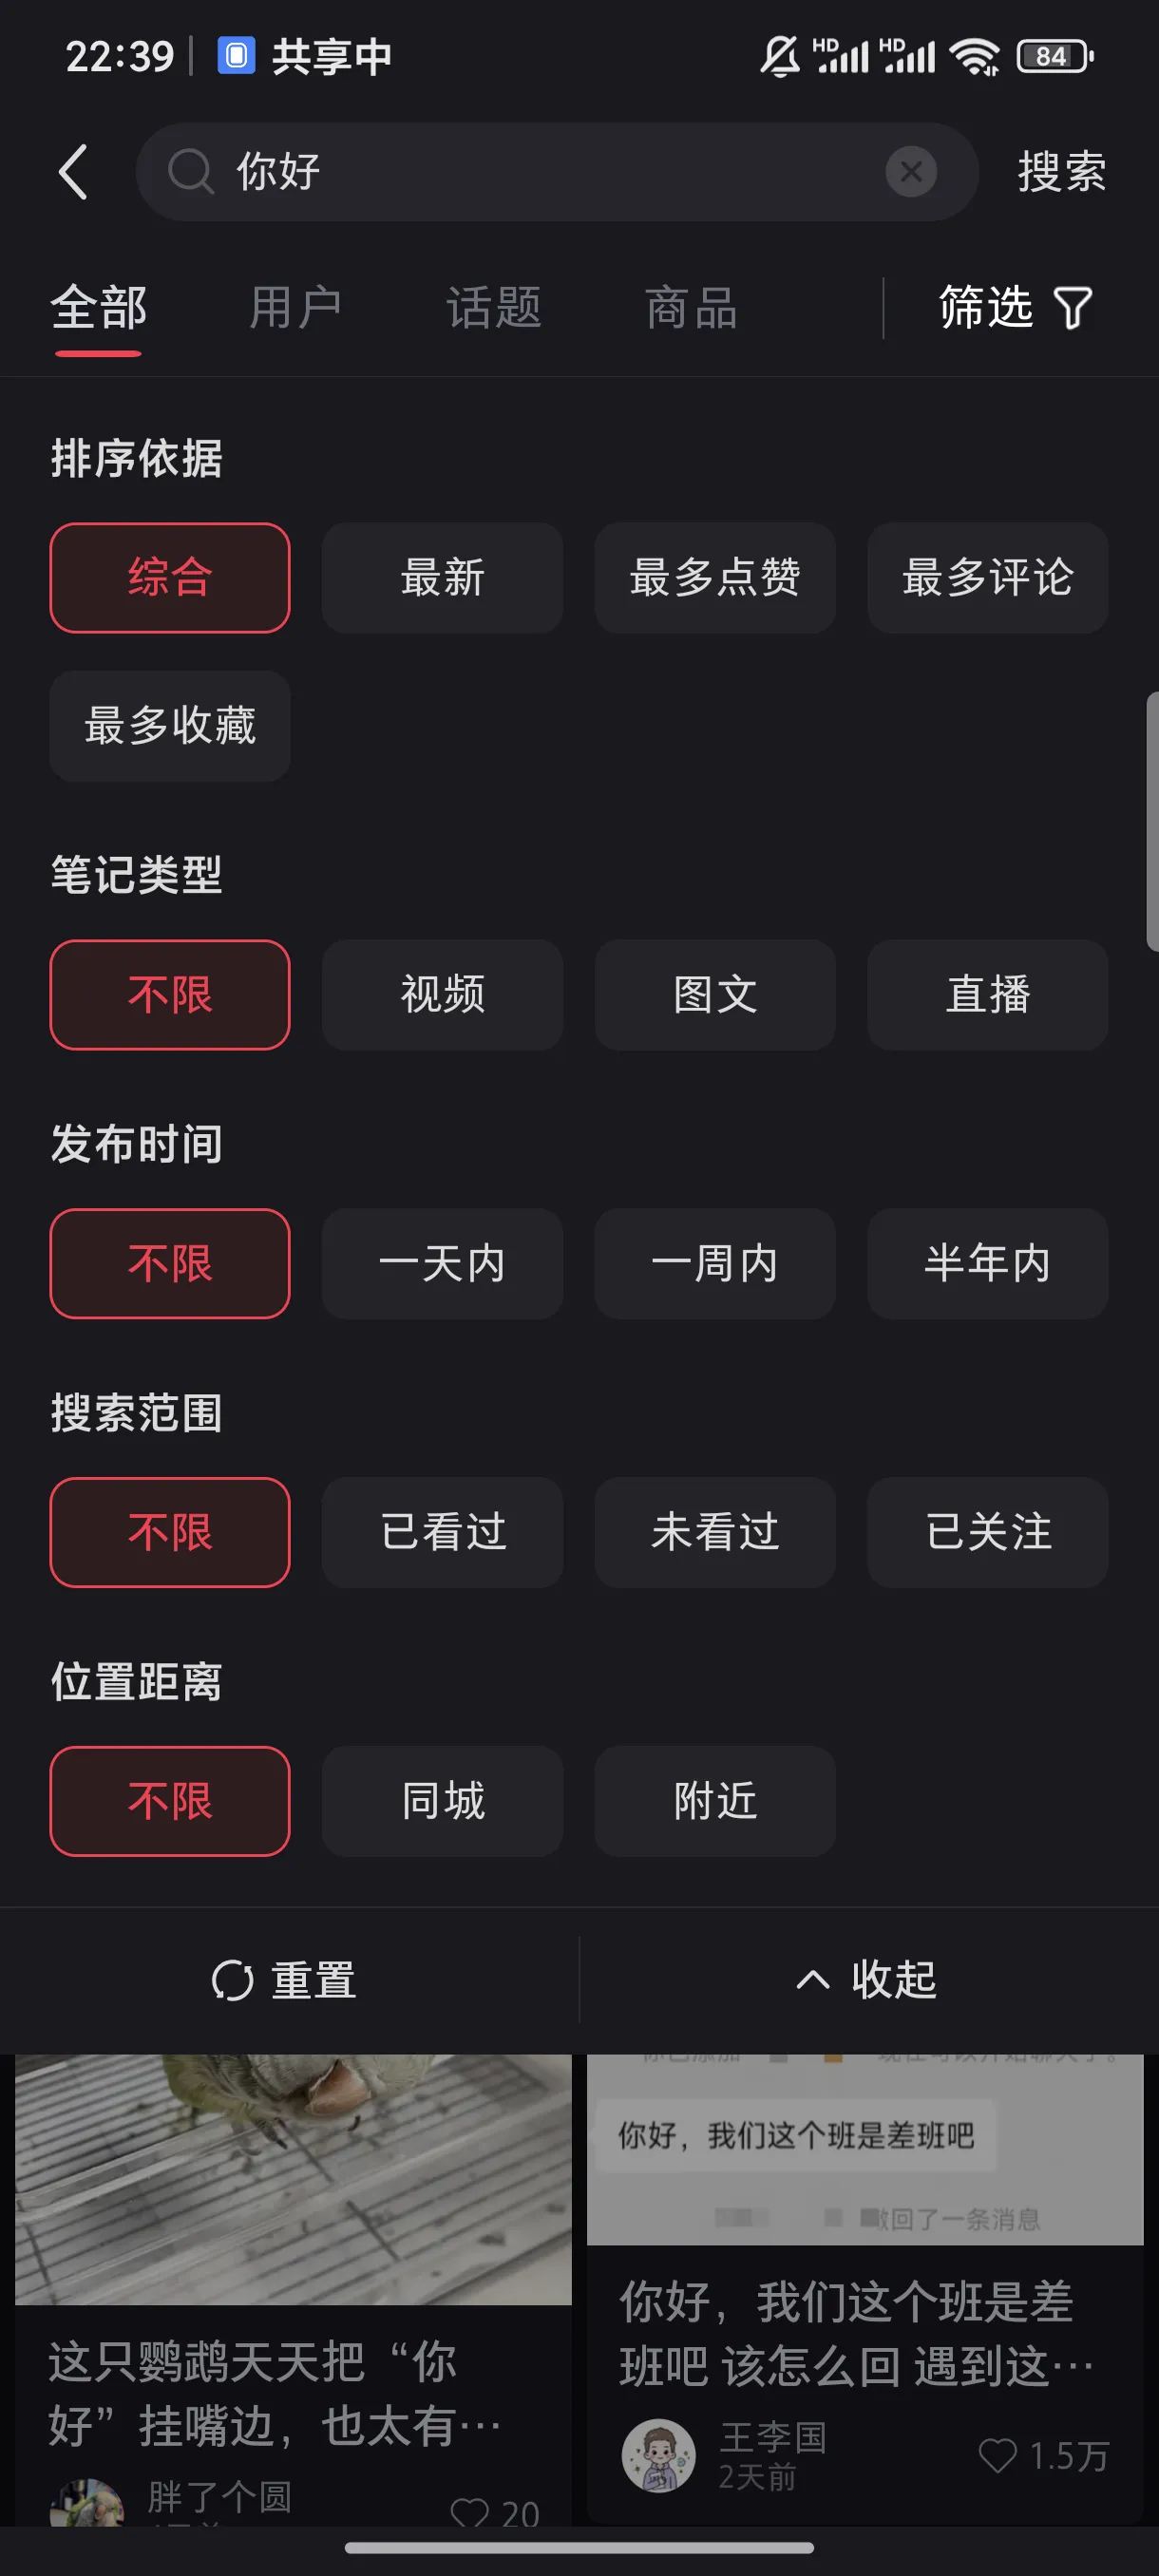 22:39 共享中 HD HD 84
你好 搜索
全部 用户 话题 商品 筛选
排序依据
综合 最新 最多点赞 最多评论
最多收藏
笔记类型
不限 视频 图文 直播
发布时间
不限 一天内 一周内 半年内
搜索范围
不限 已看过 未看过 已关注
位置距离
不限 同城 附近
重置 收起
你好，我们这个班是差班吧
撤回了一条消息
这只鹦鹉天天把“你
好”挂嘴边，也太有…
胖了个圆
20
你好，我们这个班是差
班吧 该怎么回 遇到这…
王李国
2天前
1.5万